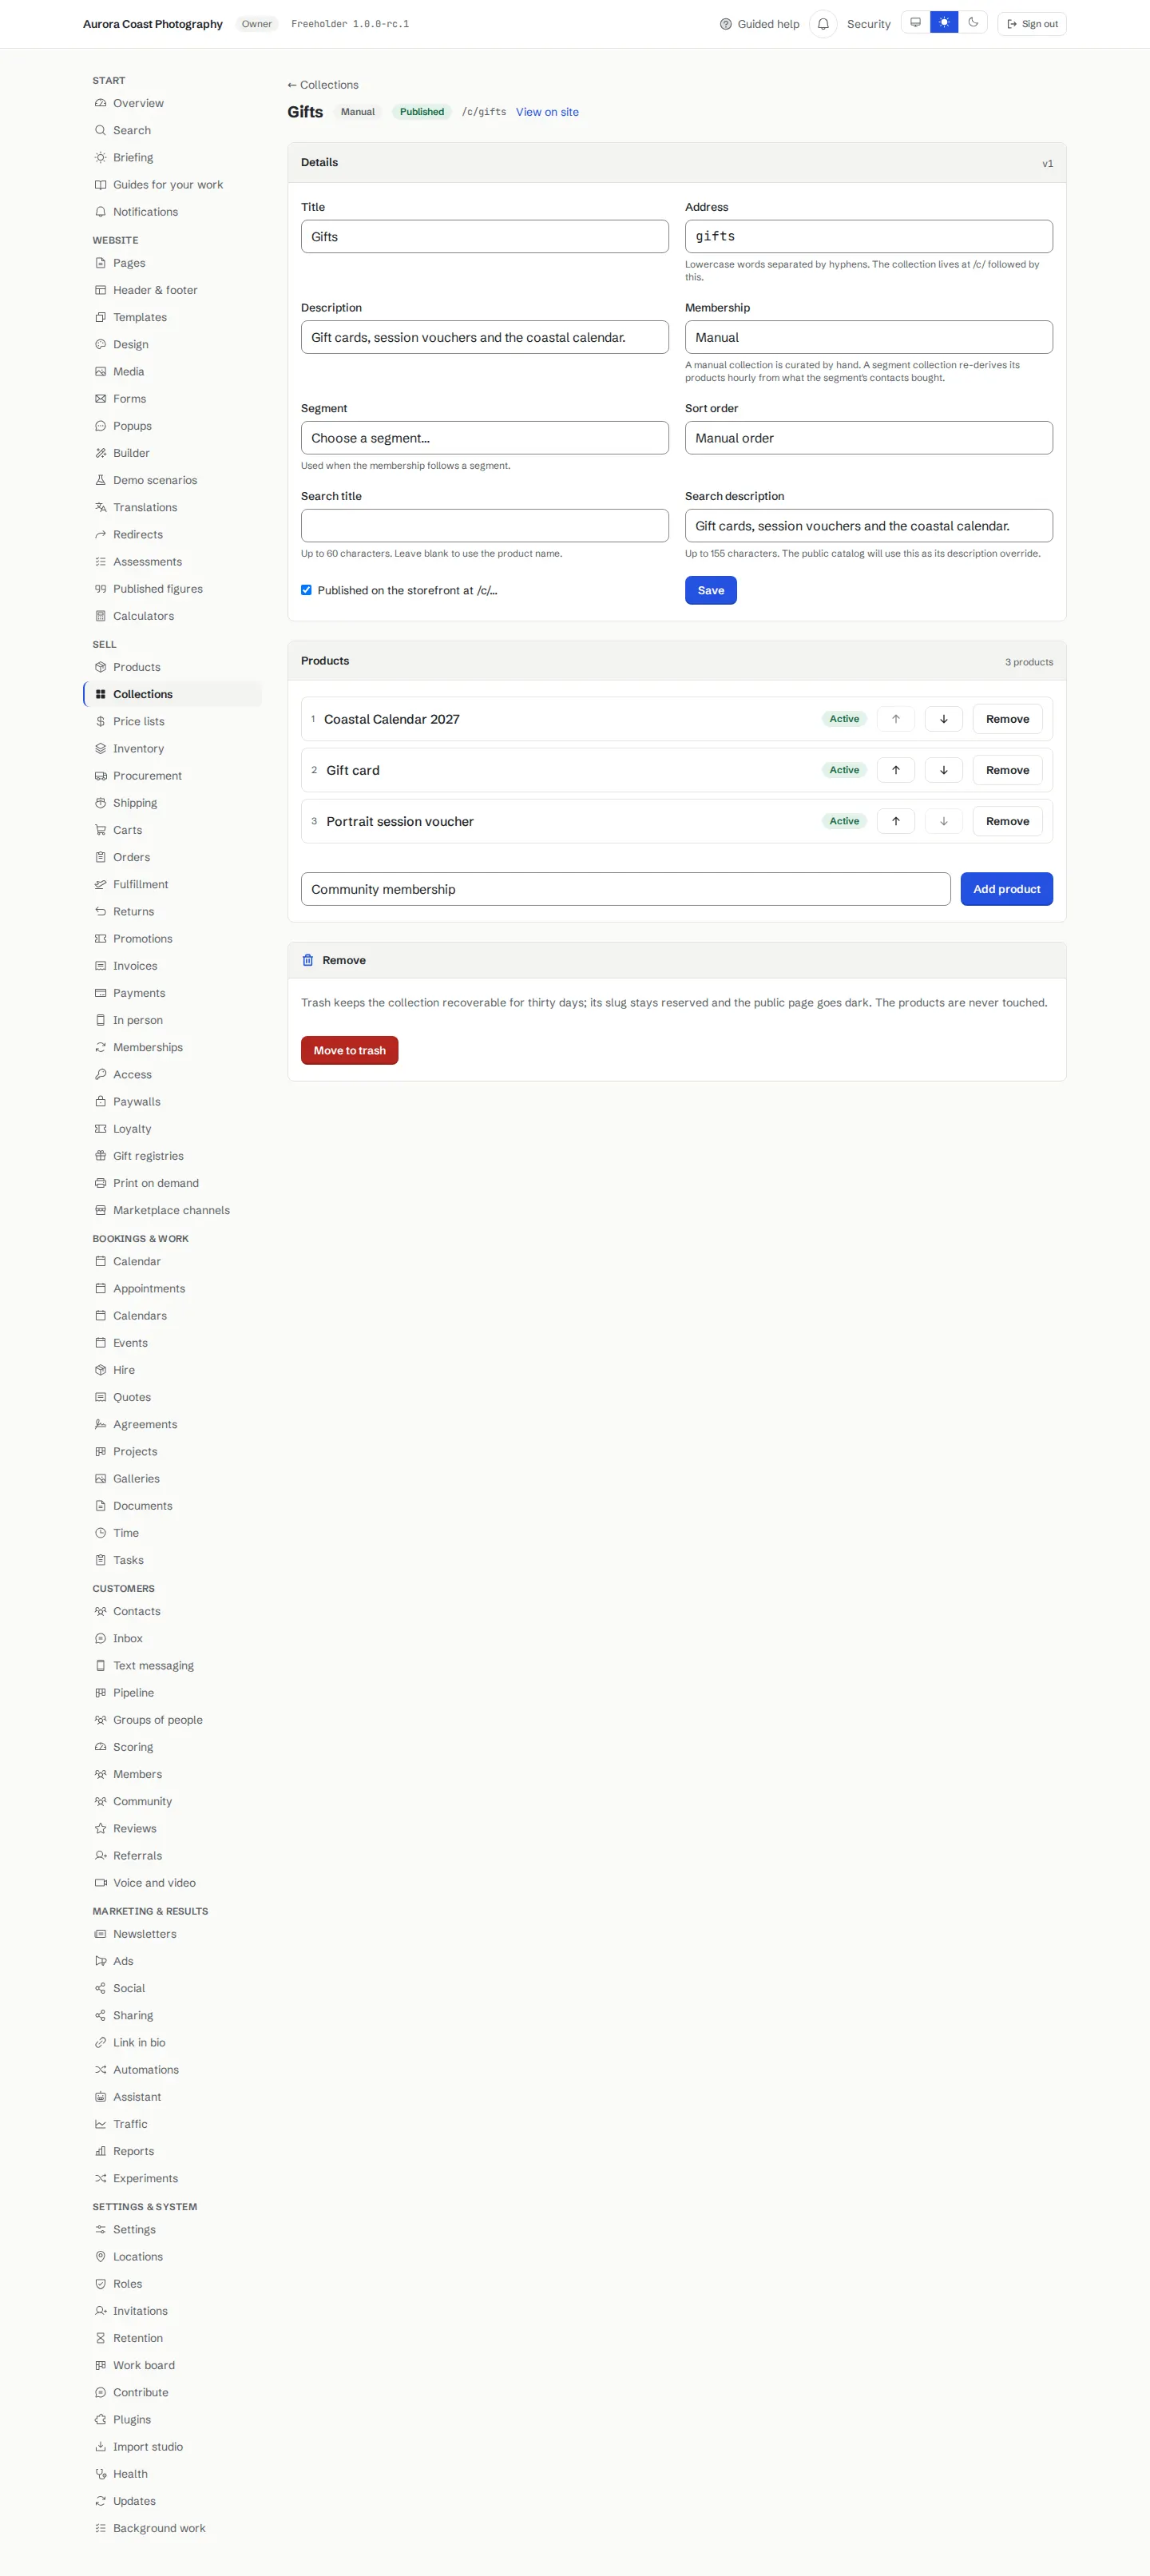 Aurora Coast Photography
Owner
Freeholder 1.0.0-rc.1
Guided help
Security
Sign out
START
Overview
Search
Briefing
Guides for your work
Notifications
WEBSITE
Pages
Header & footer
Templates
Design
Media
Forms
Popups
Builder
Demo scenarios
Translations
Redirects
Assessments
Published figures
Calculators
SELL
Products
Collections
Price lists
Inventory
Procurement
Shipping
Carts
Orders
Fulfillment
Returns
Promotions
Invoices
Payments
In person
Memberships
Access
Paywalls
Loyalty
Gift registries
Print on demand
Marketplace channels
BOOKINGS & WORK
Calendar
Appointments
Calendars
Events
Hire
Quotes
Agreements
Projects
Galleries
Documents
Time
Tasks
CUSTOMERS
Contacts
Inbox
Text messaging
Pipeline
Groups of people
Scoring
Members
Community
Reviews
Referrals
Voice and video
MARKETING & RESULTS
Newsletters
Ads
Social
Sharing
Link in bio
Automations
Assistant
Traffic
Reports
Experiments
SETTINGS & SYSTEM
Settings
Locations
Roles
Invitations
Retention
Work board
Contribute
Plugins
Import studio
Health
Updates
Background work
← Collections
Gifts
Manual
Published
/c/gifts
View on site
Details
v1
Title
Gifts
Address
gifts
Lowercase words separated by hyphens. The collection lives at /c/ followed by
this.
Description
Gift cards, session vouchers and the coastal calendar.
Membership
Manual
A manual collection is curated by hand. A segment collection re-derives its
products hourly from what the segment's contacts bought.
Segment
Choose a segment...
Used when the membership follows a segment.
Sort order
Manual order
Search title
Up to 60 characters. Leave blank to use the product name.
Search description
Gift cards, session vouchers and the coastal calendar.
Up to 155 characters. The public catalog will use this as its description override.
Published on the storefront at /c/...
Save
Products
3 products
1 Coastal Calendar 2027
Active
↑
↓
Remove
2 Gift card
Active
↑
↓
Remove
3 Portrait session voucher
Active
↑
↓
Remove
Community membership
Add product
Remove
Trash keeps the collection recoverable for thirty days; its slug stays reserved and the public page goes dark. The products are never touched.
Move to trash